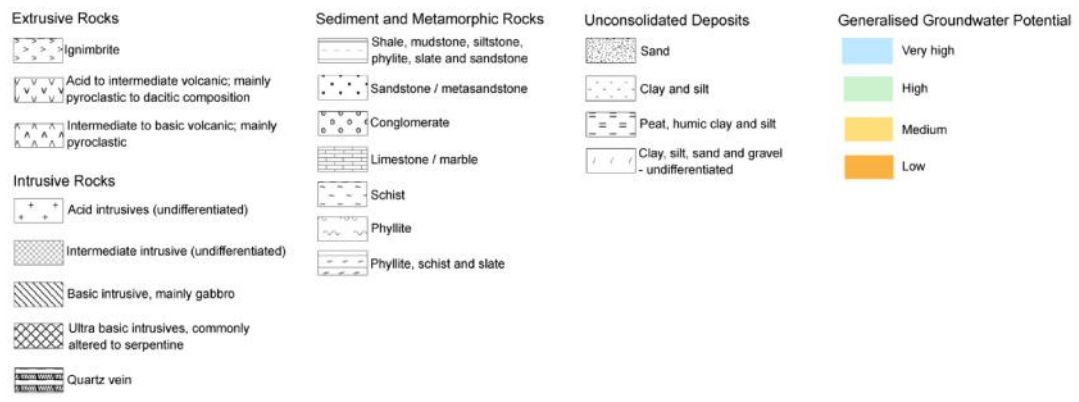 Extrusive Rocks
Ignimbrite
Acid to intermediate volcanic; mainly
pyroclastic to dacitic composition
Intermediate to basic volcanic; mainly
pyroclastic
Intrusive Rocks
Acid intrusives (undifferentiated)
Intermediate intrusive (undifferentiated)
Basic intrusive, mainly gabbro
Ultra basic intrusives, commonly
altered to serpentine
Quartz vein
Sediment and Metamorphic Rocks
Shale, mudstone, siltstone,
phylite, slate and sandstone
Sandstone / metasandstone
Conglomerate
Limestone / marble
Schist
Phyllite
Phyllite, schist and slate
Unconsolidated Deposits
Sand
Clay and silt
Peat, humic clay and silt
Clay, silt, sand and gravel
- undifferentiated
Generalised Groundwater Potential
Very high
High
Medium
Low